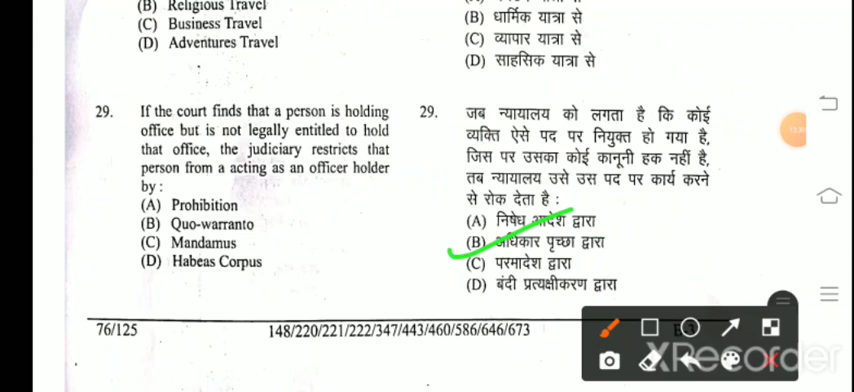 (B) Religious Travel
(C) Business Travel
(D) Adventures Travel
(B) धार्मिक यात्रा से
(C) व्यापार यात्रा से
(D) साहसिक यात्रा से
29. If the court finds that a person is holding
office but is not legally entitled to hold
that office, the judiciary restricts that
person from a acting as an officer holder
by :
(A) Prohibition
(B) Quo-warranto
(C) Mandamus
(D) Habeas Corpus
29. जब न्यायालय को लगता है कि कोई
व्यक्ति ऐसे पद पर नियुक्त हो गया है,
जिस पर उसका कोई कानूनी हक नहीं है,
तब न्यायालय उसे उस पद पर कार्य करने
से रोक देता है :
(A) निषेध आदेश द्वारा
(B) अधिकार पृच्छा द्वारा
(C) परमादेश द्वारा
(D) बंदी प्रत्यक्षीकरण द्वारा
76/125
148/220/221/222/347/443/460/586/646/673
XRecorder